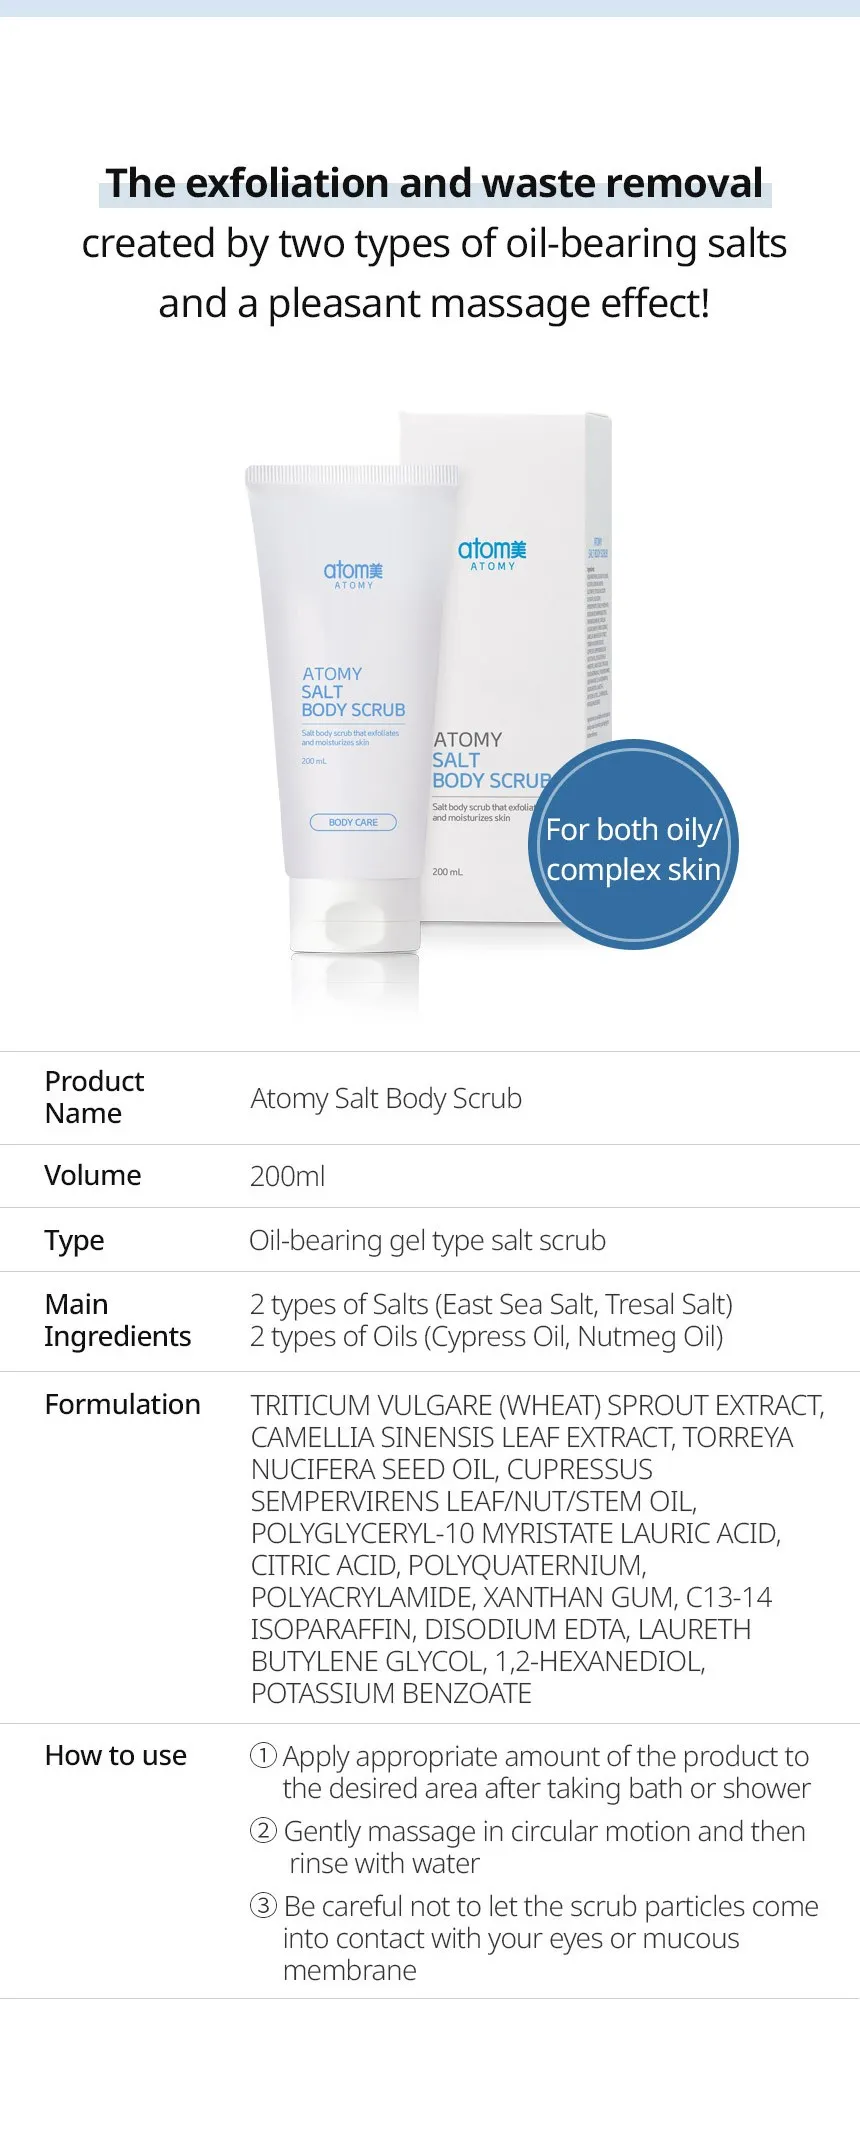 The exfoliation and waste removal
created by two types of oil-bearing salts
and a pleasant massage effect!
atom美
ATOMY
ATOMY
SALT
BODY SCRUB
Salt body scrub that exfoliates
and moisturizes skin
200 mL
BODY CARE
atom美
ATOMY
ATOMY
SALT
BODY SCRUB
Salt body scrub that
and moisturizes skin
200 mL
ATOMY
SALT BODY SCRUB
For both oily/
complex skin
Product
Name
Atomy Salt Body Scrub
Volume
200ml
Type
Oil-bearing gel type salt scrub
Main
Ingredients
2 types of Salts (East Sea Salt, Tresal Salt)
2 types of Oils (Cypress Oil, Nutmeg Oil)
Formulation
TRITICUM VULGARE (WHEAT) SPROUT EXTRACT,
CAMELLIA SINENSIS LEAF EXTRACT, TORREYA
NUCIFERA SEED OIL, CUPRESSUS
SEMPERVIRENS LEAF/NUT/STEM OIL,
POLYGLYCERYL-10 MYRISTATE LAURIC ACID,
CITRIC ACID, POLYQUATERNIUM,
POLYACRYLAMIDE, XANTHAN GUM, C13-14
ISOPARAFFIN, DISODIUM EDTA, LAURETH
BUTYLENE GLYCOL, 1,2-HEXANEDIOL,
POTASSIUM BENZOATE
How to use
① Apply appropriate amount of the product to
the desired area after taking bath or shower
② Gently massage in circular motion and then
rinse with water
③ Be careful not to let the scrub particles come
into contact with your eyes or mucous
membrane